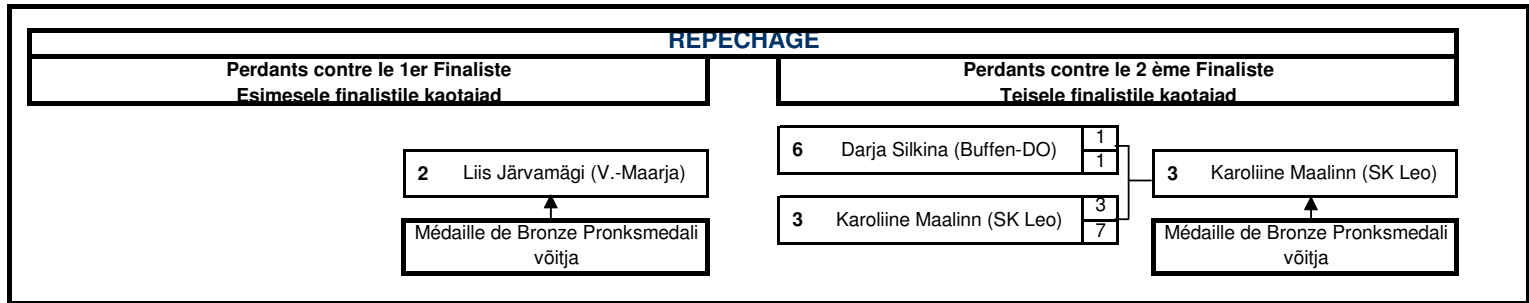 REPECHAGE
Perdants contre le 1er Finaliste
Esimesele finalistile kaotajad
Perdants contre le 2 ème Finaliste
Teisele finalistile kaotajad
6 Darja Silkina (Buffen-DO) 1
1
2 Liis Järvamägi (V.-Maarja)
3 Karoliine Maalinn (SK Leo)
3 Karoliine Maalinn (SK Leo) 3
7
Médaille de Bronze Pronksmedali
võitja
Médaille de Bronze Pronksmedali
võitja